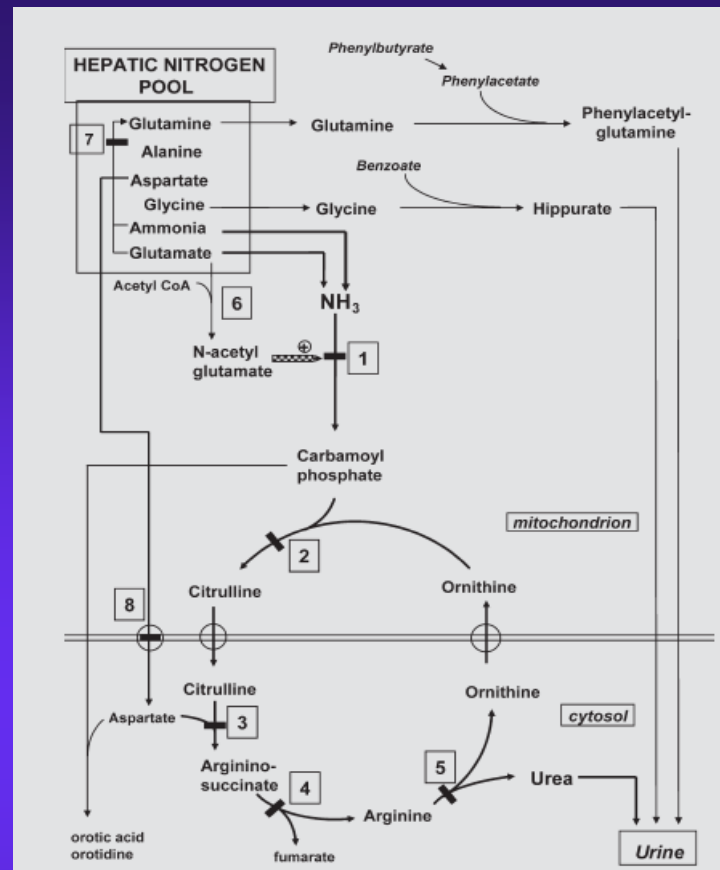 HEPATIC NITROGEN
POOL
Phenylbutyrate
Phenylacetate
Phenylacetyl-
glutamine
7
Glutamine
Glutamine
Alanine
Benzoate
Aspartate
Glycine
Glycine
Hippurate
Ammonia
Glutamate
Acetyl CoA
6
NH₃
N-acetyl
glutamate
+
1
Carbamoyl
phosphate
mitochondrion
2
Citrulline
Ornithine
8
Citrulline
Ornithine
Aspartate
3
cytosol
Arginino-
succinate
4
5
Urea
Arginine
orotic acid
orotidine
fumarate
Urine